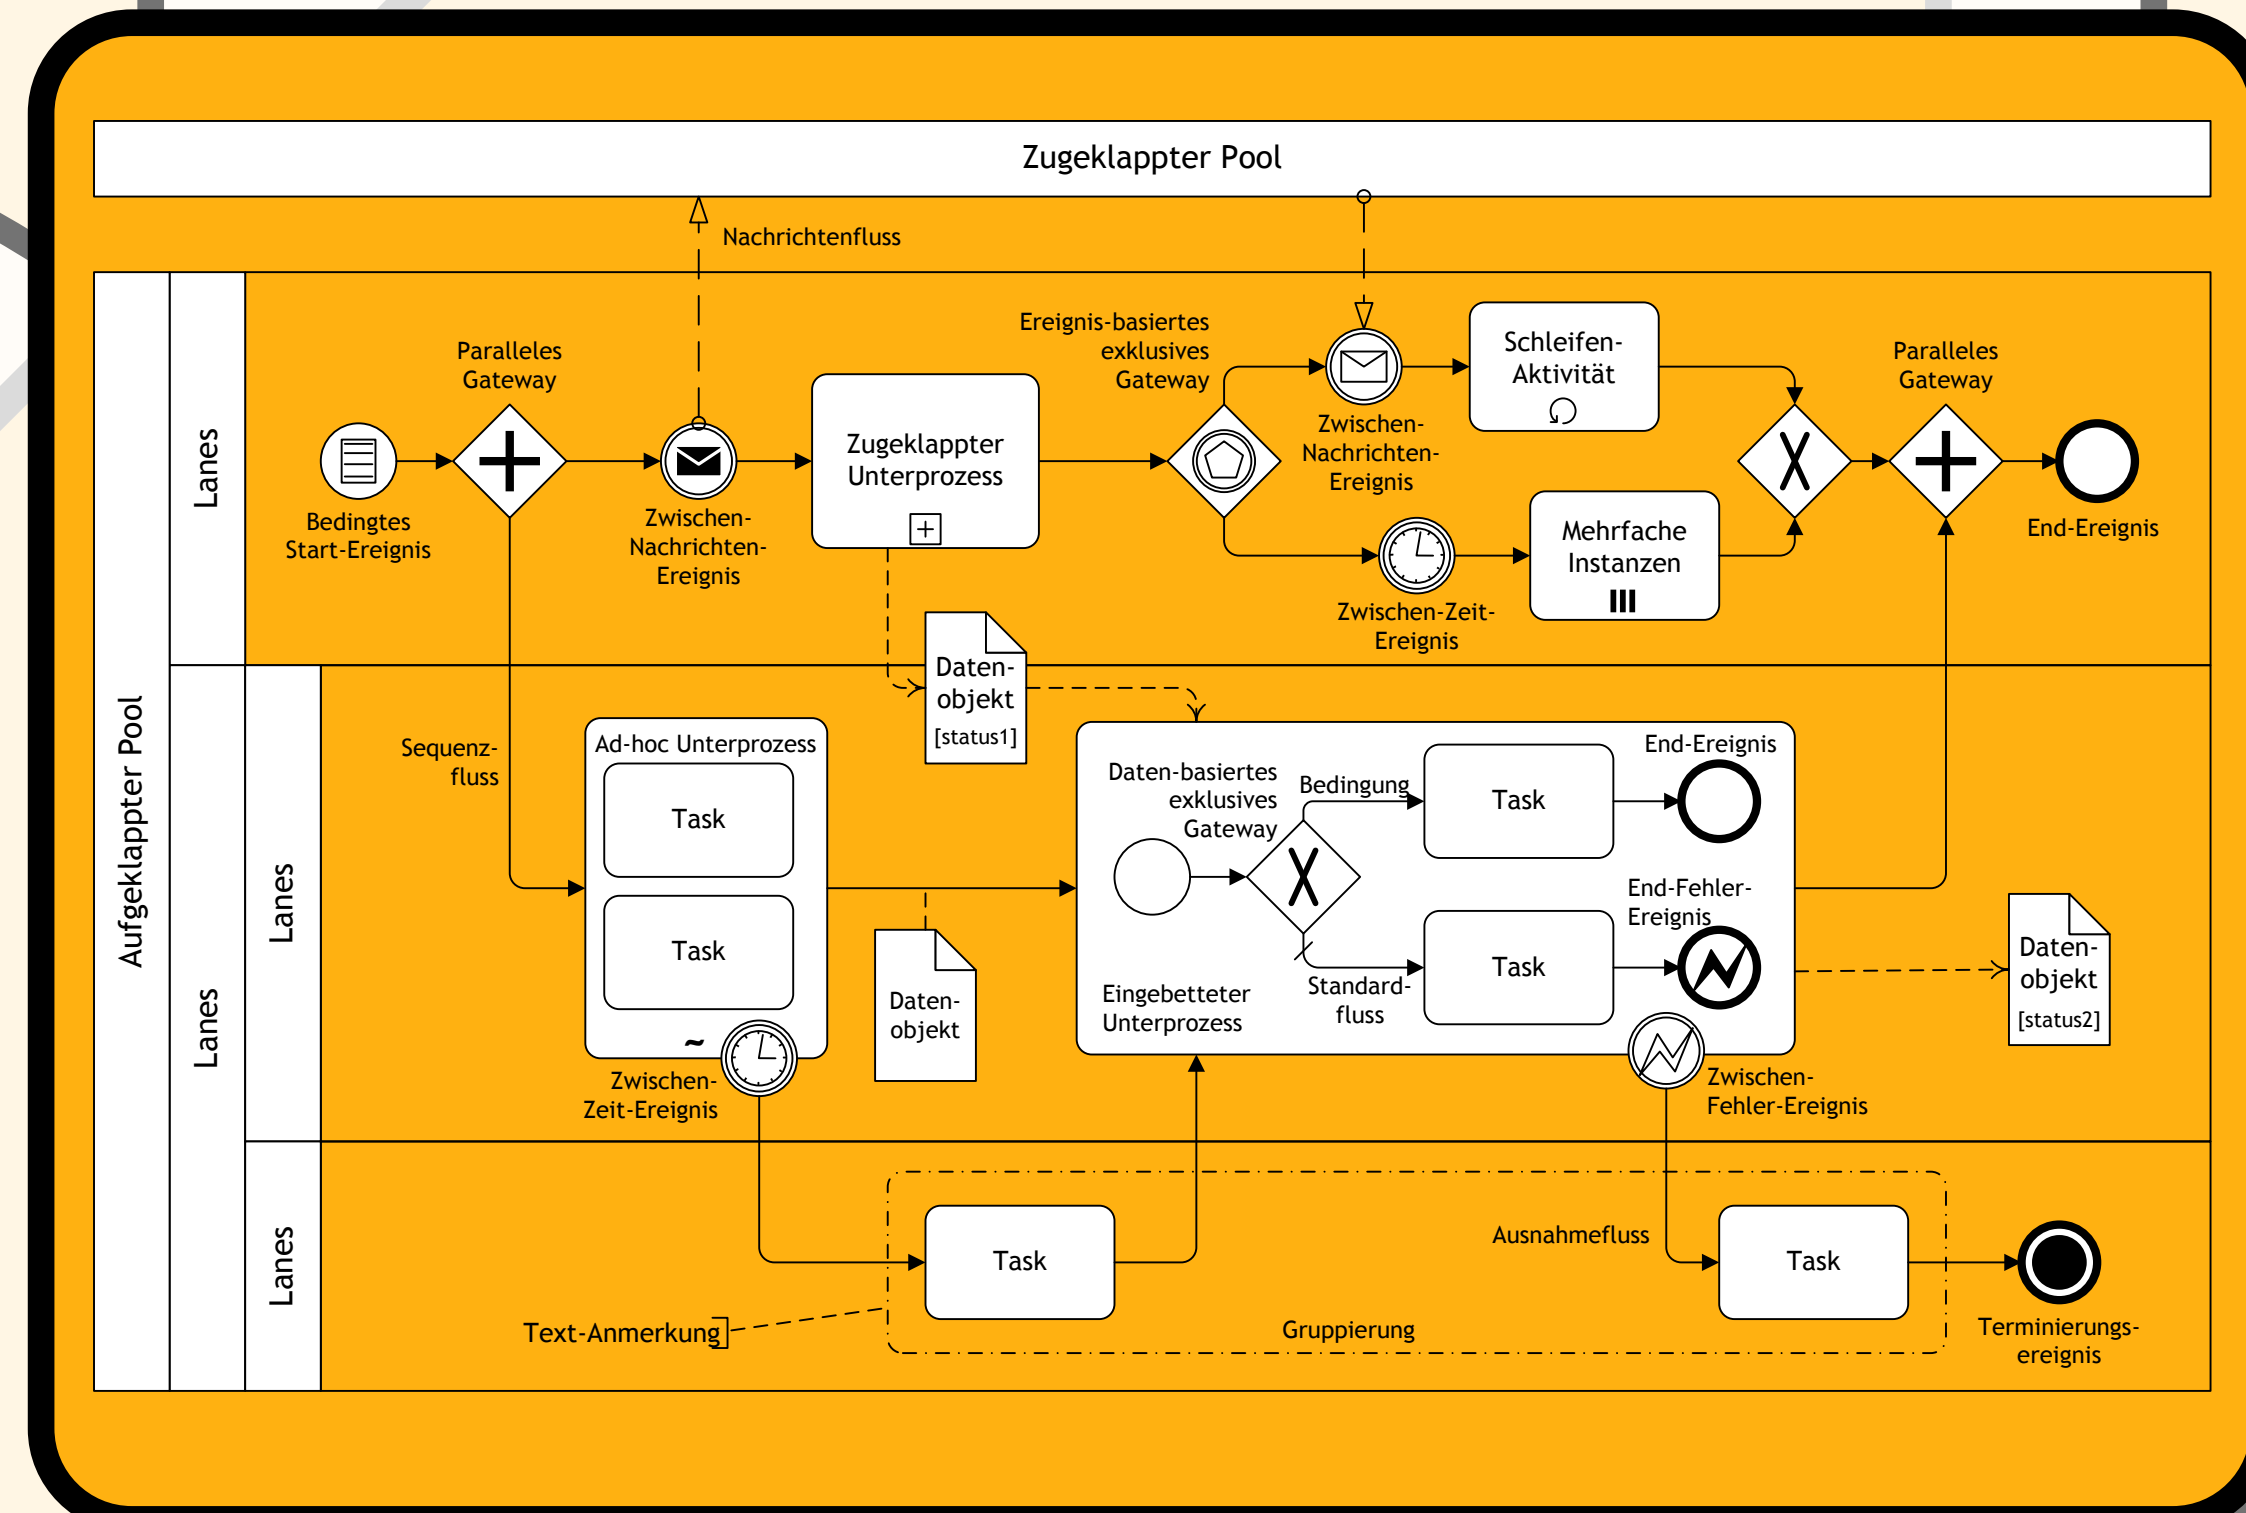 Zugeklappter Pool
Nachrichtenfluss
Aufgeklappter Pool
Lanes
Bedingtes
Start-Ereignis
Paralleles
Gateway
Zwischen-
Nachrichten-
Ereignis
Zugeklappter
Unterprozess
Ereignis-basiertes
exklusives
Gateway
Zwischen-
Nachrichten-
Ereignis
Schleifen-
Aktivität
Zwischen-Zeit-
Ereignis
Mehrfache
Instanzen
Paralleles
Gateway
End-Ereignis
Lanes
Lanes
Sequenz-
fluss
Ad-hoc Unterprozess
Task
Task
Zwischen-
Zeit-Ereignis
Daten-
objekt
[status1]
Daten-
objekt
Daten-basiertes
exklusives
Gateway
Bedingung
Task
End-Ereignis
Standard-
fluss
Task
End-Fehler-
Ereignis
Eingebetteter
Unterprozess
Zwischen-
Fehler-Ereignis
Daten-
objekt
[status2]
Lanes
Text-Anmerkung
Task
Gruppierung
Ausnahmefluss
Task
Terminierungs-
ereignis